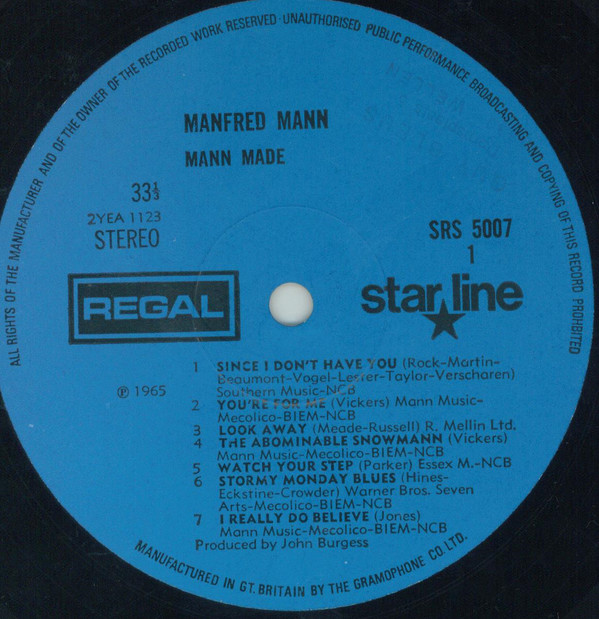 ALL RIGHTS OF THE MANUFACTURER AND OF THE OWNER OF THE RECORDED WORK RESERVED · UNAUTHORISED PUBLIC PERFORMANCE BROADCASTING AND COPYING OF THIS RECORD PROHIBITED
MANFRED MANN
MANN MADE
33⅓
2YEA 1123
STEREO
SRS 5007
1
REGAL
star line
℗ 1965
1 SINCE I DON'T HAVE YOU (Rock-Martin-
Beaumont-Vogel-Lester-Taylor-Verscharen)
Southern Music-NCB
2 YOU'RE FOR ME (Vickers) Mann Music-
Mecolico-BIEM-NCB
3 LOOK AWAY (Meade-Russell) R. Mellin Ltd.
4 THE ABOMINABLE SNOWMANN (Vickers)
Mann Music-Mecolico-BIEM-NCB
5 WATCH YOUR STEP (Parker) Essex M.-NCB
6 STORMY MONDAY BLUES (Hines-
Eckstine-Crowder) Warner Bros. Seven
Arts-Mecolico-BIEM-NCB
7 I REALLY DO BELIEVE (Jones)
Mann Music-Mecolico-BIEM-NCB
Produced by John Burgess
MANUFACTURED IN GT. BRITAIN BY THE GRAMOPHONE CO. LTD.